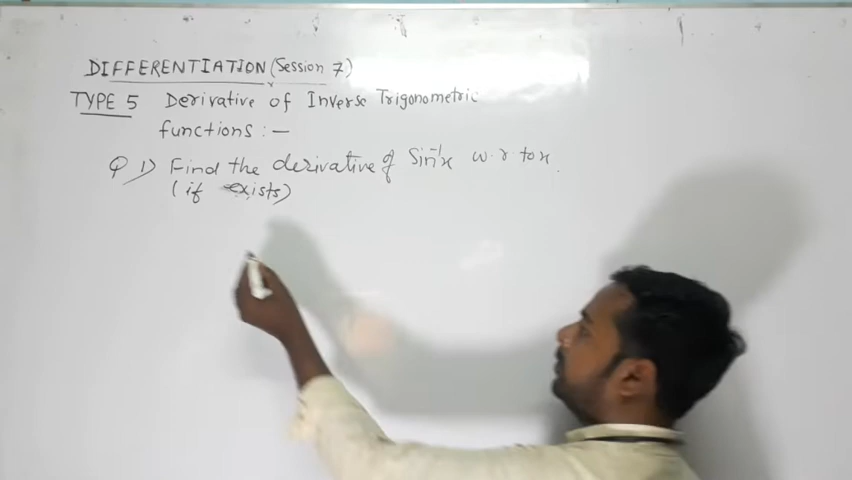 DIFFERENTIATION (Session 7)
TYPE 5 Derivative of Inverse Trigonometric
functions :—
Q 1) Find the derivative of Sin⁻¹x w.r to x.
(if exists)